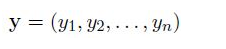 y = (y₁, y₂, . . . , yₙ)